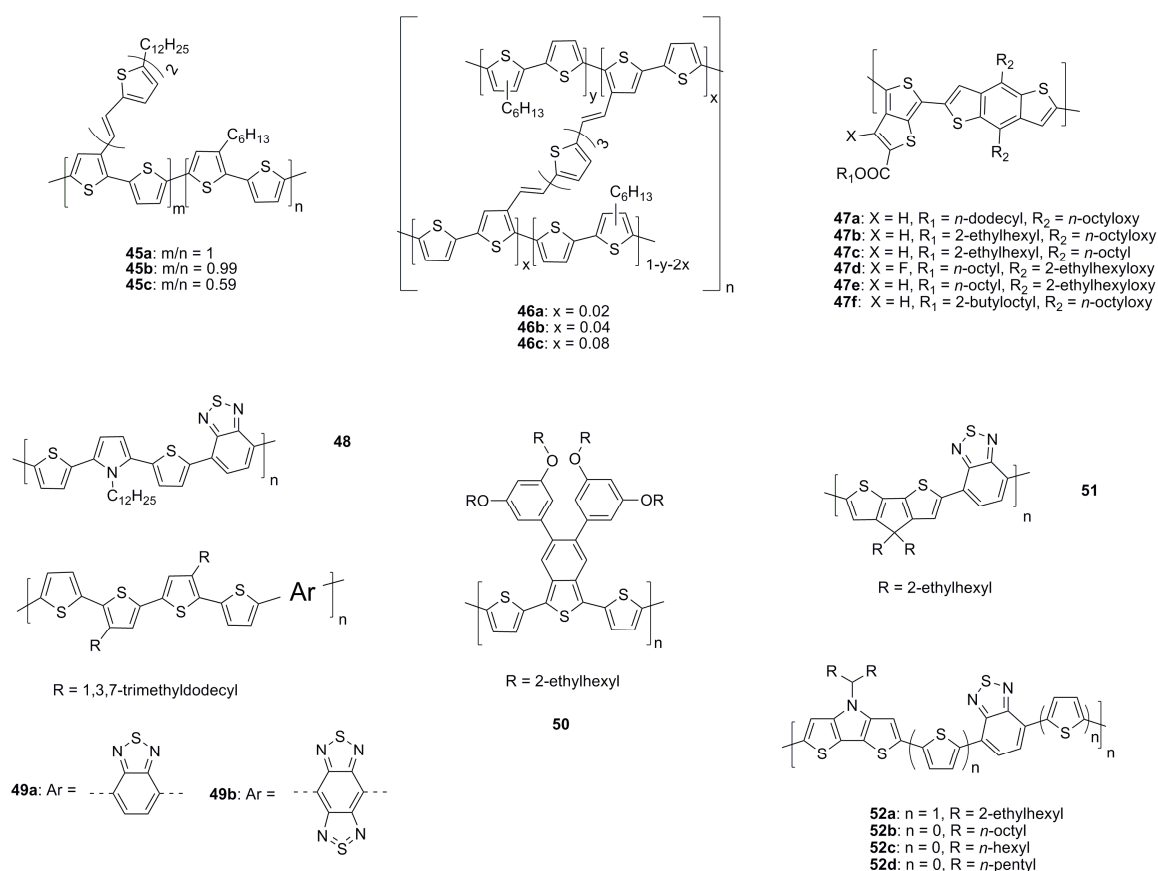 C12H25
S
2
C6H13
S
S
S
S
m
n
45a: m/n = 1
45b: m/n = 0.99
45c: m/n = 0.59
S
S
S
S
C6H13
y
x
3
S
C6H13
S
S
S
S
x
1-y-2x
n
46a: x = 0.02
46b: x = 0.04
46c: x = 0.08
R2
S
S
X
S
S
R1OOC
R2
47a: X = H, R1 = n-dodecyl, R2 = n-octyloxy
47b: X = H, R1 = 2-ethylhexyl, R2 = n-octyloxy
47c: X = H, R1 = 2-ethylhexyl, R2 = n-octyl
47d: X = F, R1 = n-octyl, R2 = 2-ethylhexyloxy
47e: X = H, R1 = n-octyl, R2 = 2-ethylhexyloxy
47f: X = H, R1 = 2-butyloctyl, R2 = n-octyloxy
S
N N
S
S
N
C12H25
n
48
R
S
S
S
S
Ar
n
R
R = 1,3,7-trimethyldodecyl
S
N N
49a: Ar =
S
N N
49b: Ar =
N N
S
R R
O O
RO OR
S S S
n
R = 2-ethylhexyl
50
S
N N
S S
n
R R
51
R = 2-ethylhexyl
R R
N
S
N N
S S
S
n
S
n
n
52a: n = 1, R = 2-ethylhexyl
52b: n = 0, R = n-octyl
52c: n = 0, R = n-hexyl
52d: n = 0, R = n-pentyl